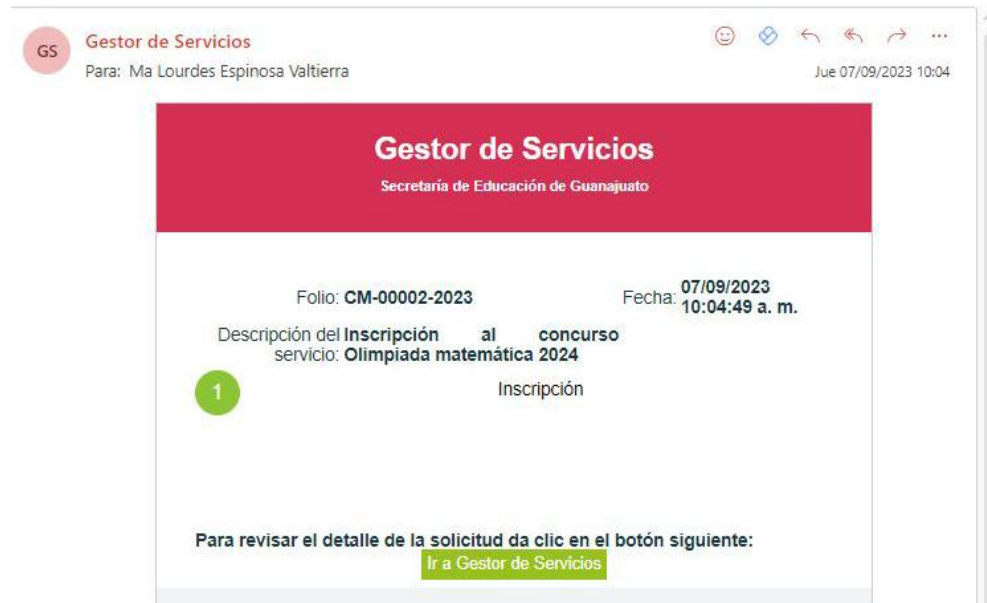 GS
Gestor de Servicios
Para: Ma Lourdes Espinosa Valtierra
Jue 07/09/2023 10:04
Gestor de Servicios
Secretaría de Educación de Guanajuato
Folio: CM-00002-2023
Fecha: 07/09/2023
10:04:49 a. m.
Descripción del Inscripción al concurso
servicio: Olimpiada matemática 2024
1
Inscripción
Para revisar el detalle de la solicitud da clic en el botón siguiente:
Ir a Gestor de Servicios